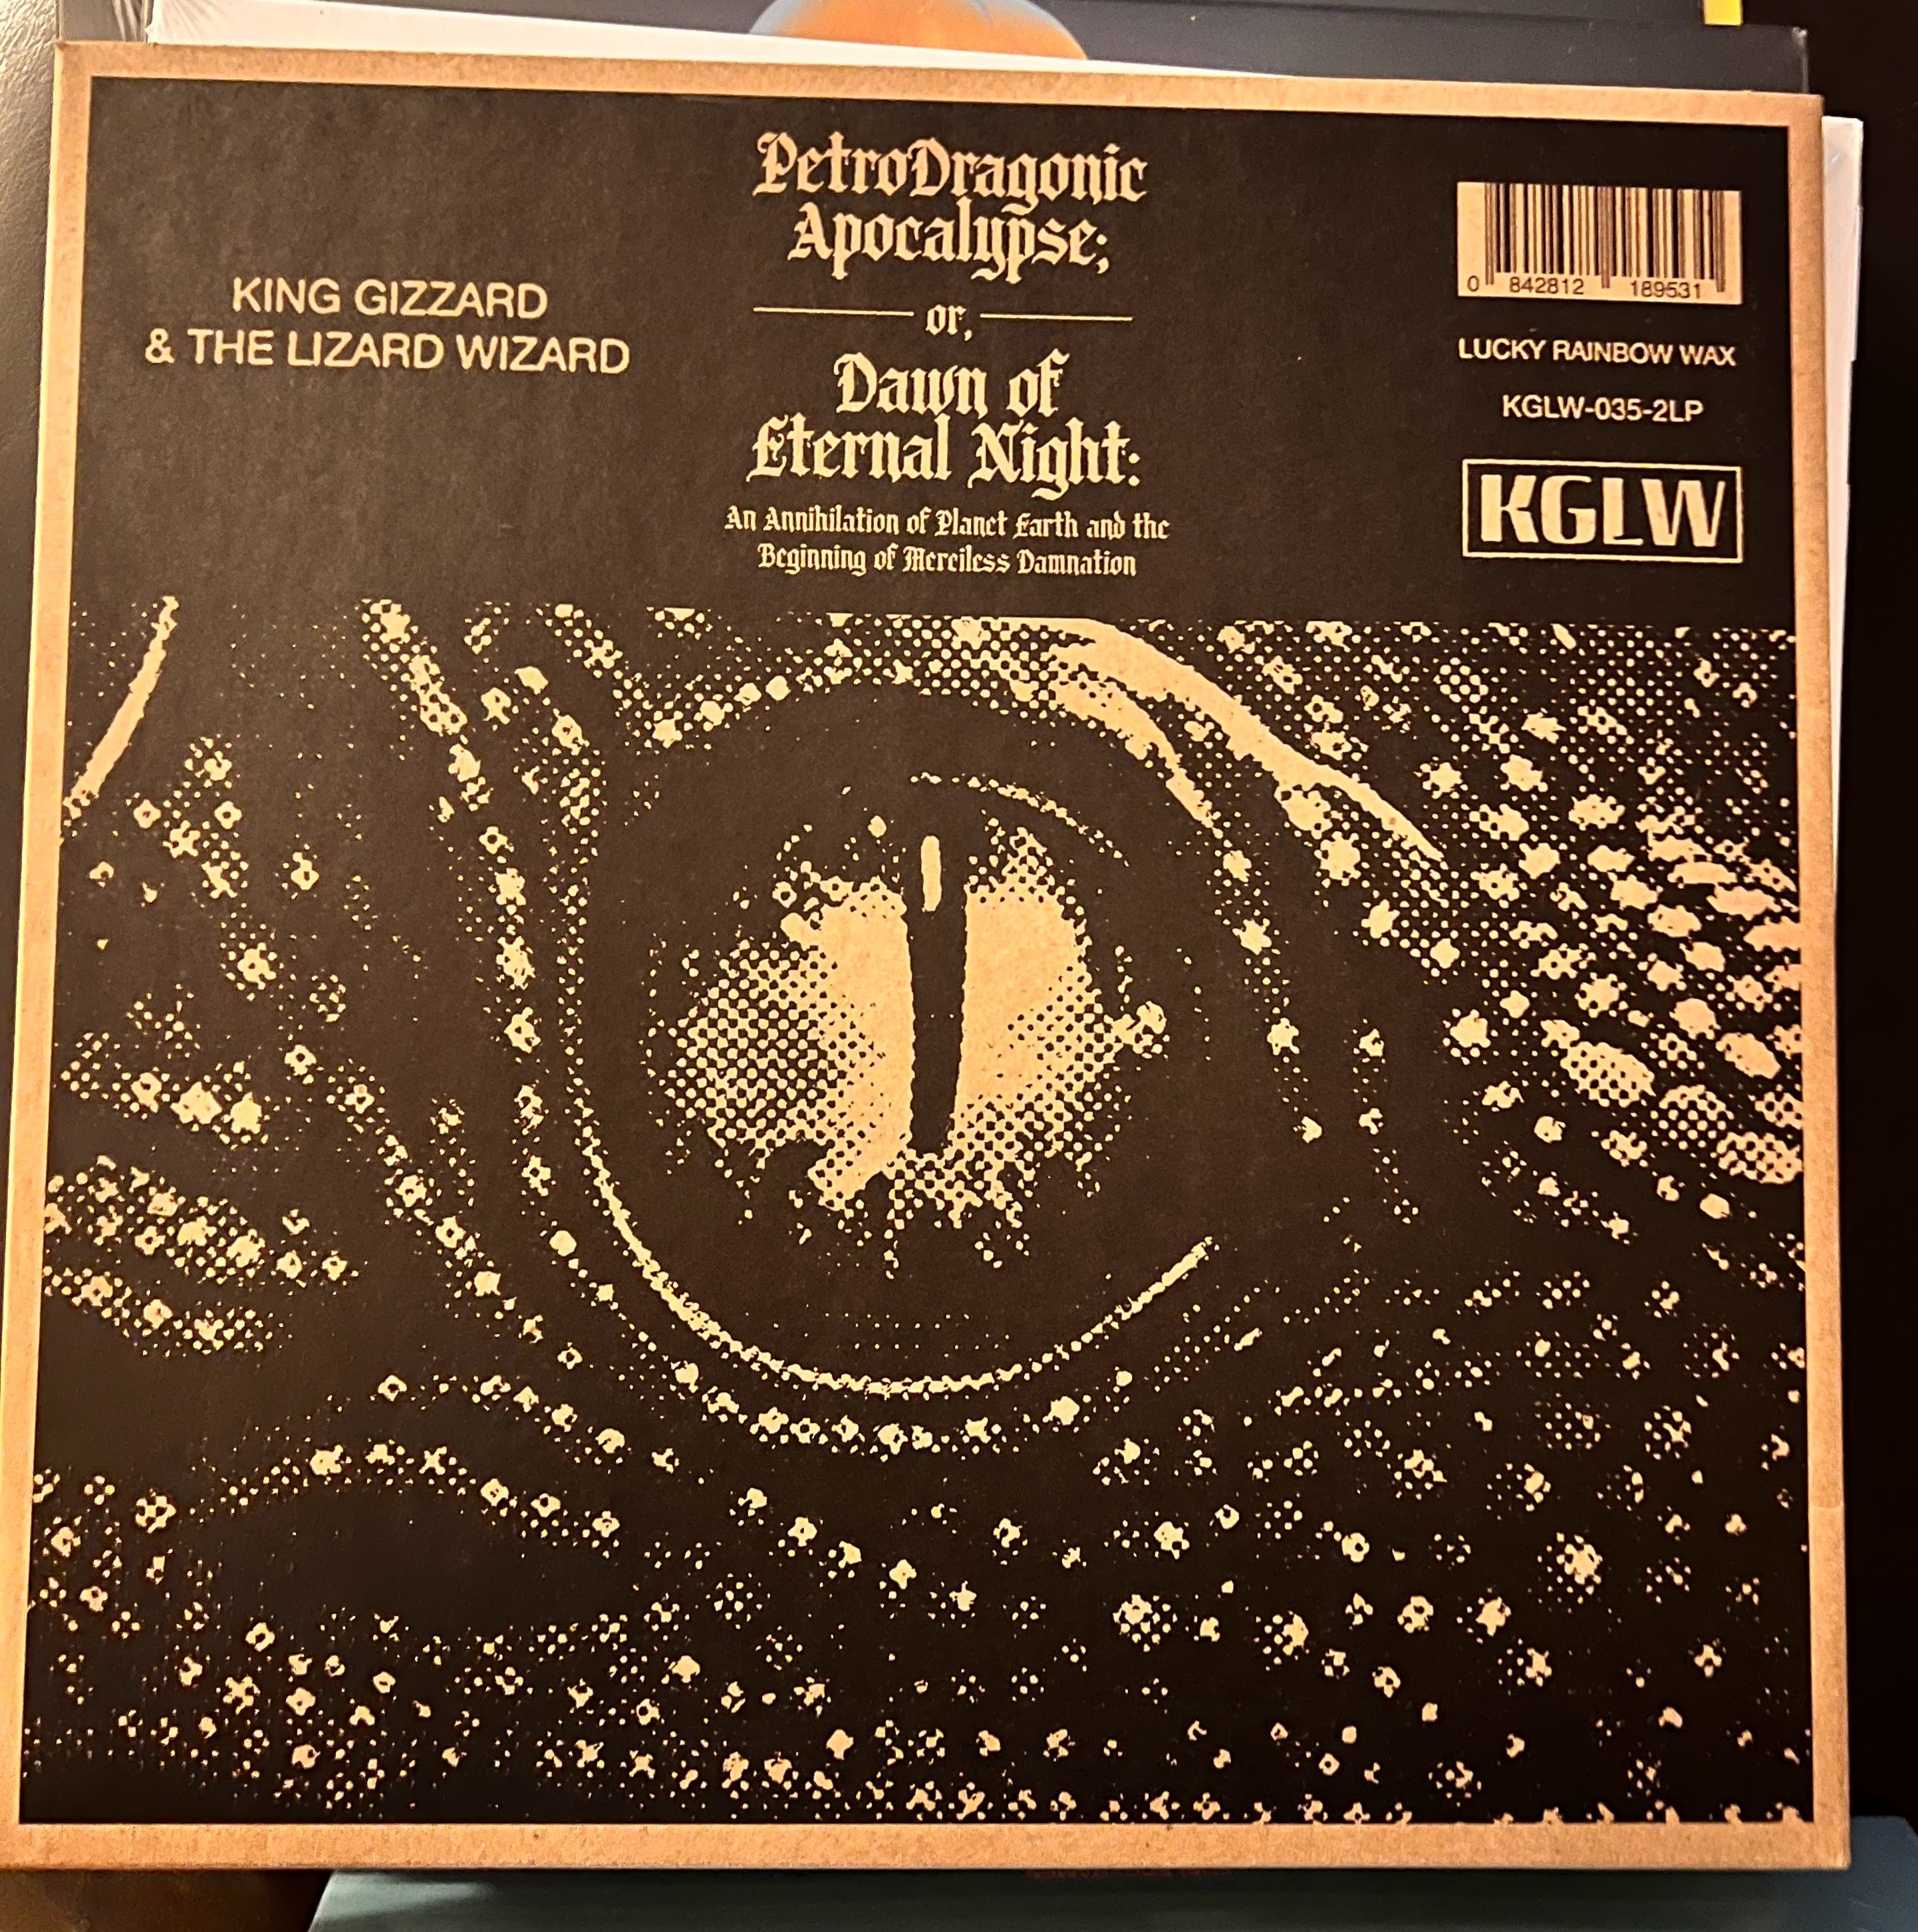 KING GIZZARD
& THE LIZARD WIZARD
PetroDragonic
Apocalypse;
or,
Dawn of
Eternal Night:
An Annihilation of Planet Earth and the
Beginning of Merciless Damnation
0 842812 189531
LUCKY RAINBOW WAX
KGLW-035-2LP
KGLW